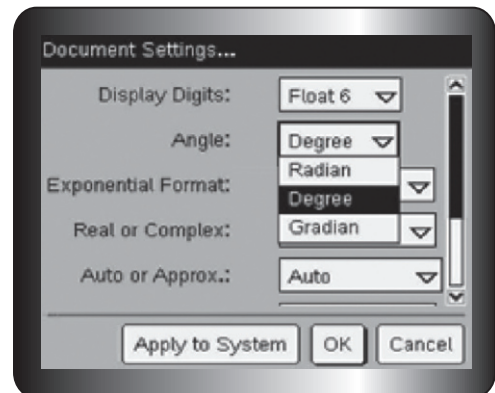 Document Settings...
Display Digits: Float 6
Angle: Degree
Radian
Exponential Format:
Degree
Real or Complex: Gradian
Auto or Approx.: Auto
Apply to System OK Cancel